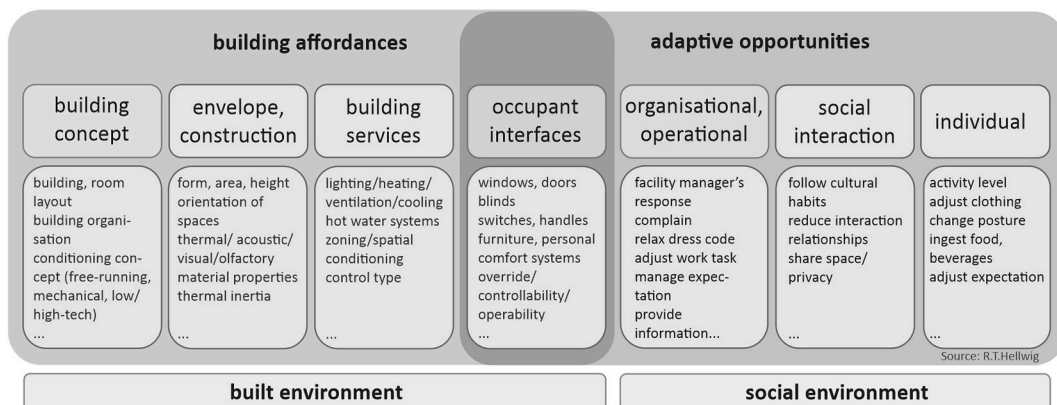 building affordances
adaptive opportunities
building
concept
envelope,
construction
building
services
occupant
interfaces
organisational,
operational
social
interaction
individual
building, room
layout
building organi-
sation
conditioning con-
cept (free-running,
mechanical, low/
high-tech)
...
form, area, height
orientation of
spaces
thermal/ acoustic/
visual/olfactory
material properties
thermal inertia
...
lighting/heating/
ventilation/cooling
hot water systems
zoning/spatial
conditioning
control type
...
windows, doors
blinds
switches, handles
furniture, personal
comfort systems
override/
controllability/
operability
...
facility manager's
response
complain
relax dress code
adjust work task
manage expec-
tation
provide
information...
follow cultural
habits
reduce interaction
relationships
share space/
privacy
...
activity level
adjust clothing
change posture
ingest food,
beverages
adjust expectation
...
Source: R.T.Hellwig
built environment
social environment